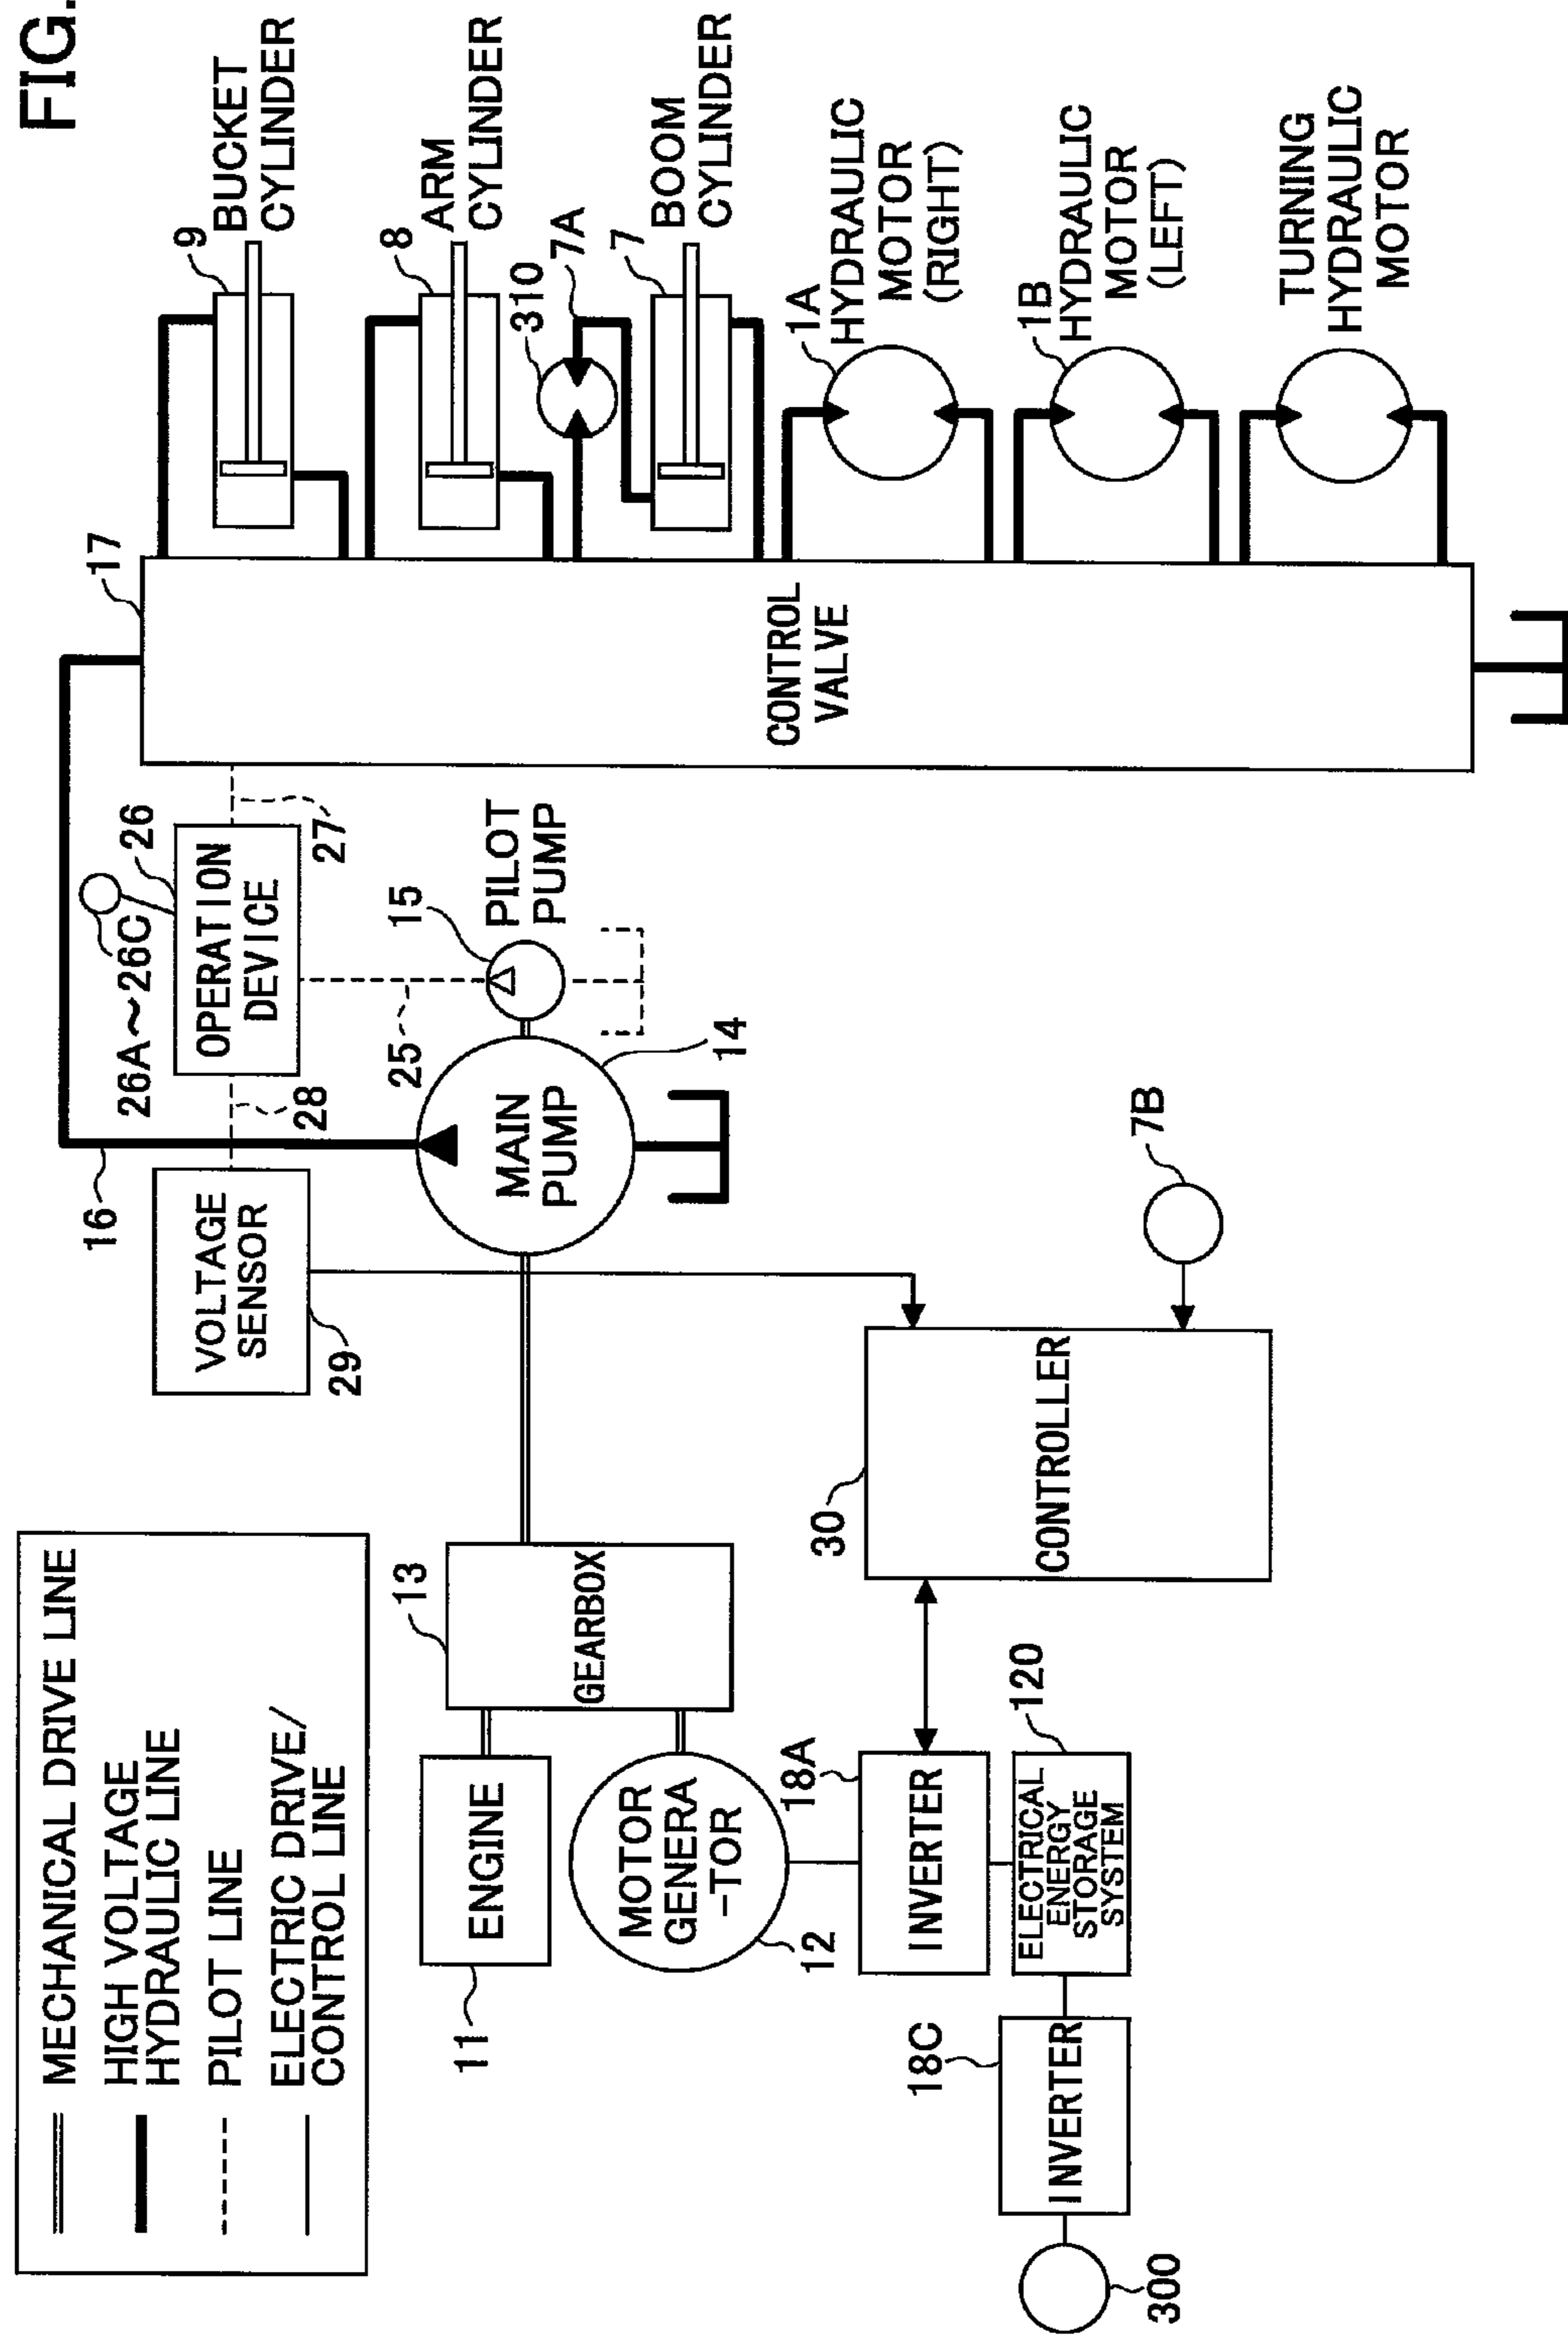 FIG.
MECHANICAL DRIVE LINE
HIGH VOLTAGE
HYDRAULIC LINE
PILOT LINE
ELECTRIC DRIVE/
CONTROL LINE
11
ENGINE
12
MOTOR
GENERA
-TOR
13
GEARBOX
16
VOLTAGE
SENSOR
29
28
26A～26C
26
OPERATION
DEVICE
27
25
15
PILOT
PUMP
MAIN
PUMP
14
17
CONTROL
VALVE
9
BUCKET
CYLINDER
8
ARM
CYLINDER
310
7A
7
BOOM
CYLINDER
1A
HYDRAULIC
MOTOR
(RIGHT)
1B
HYDRAULIC
MOTOR
(LEFT)
TURNING
HYDRAULIC
MOTOR
18A
INVERTER
120
ELECTRICAL
ENERGY
STORAGE
SYSTEM
18C
INVERTER
300
30
CONTROLLER
7B